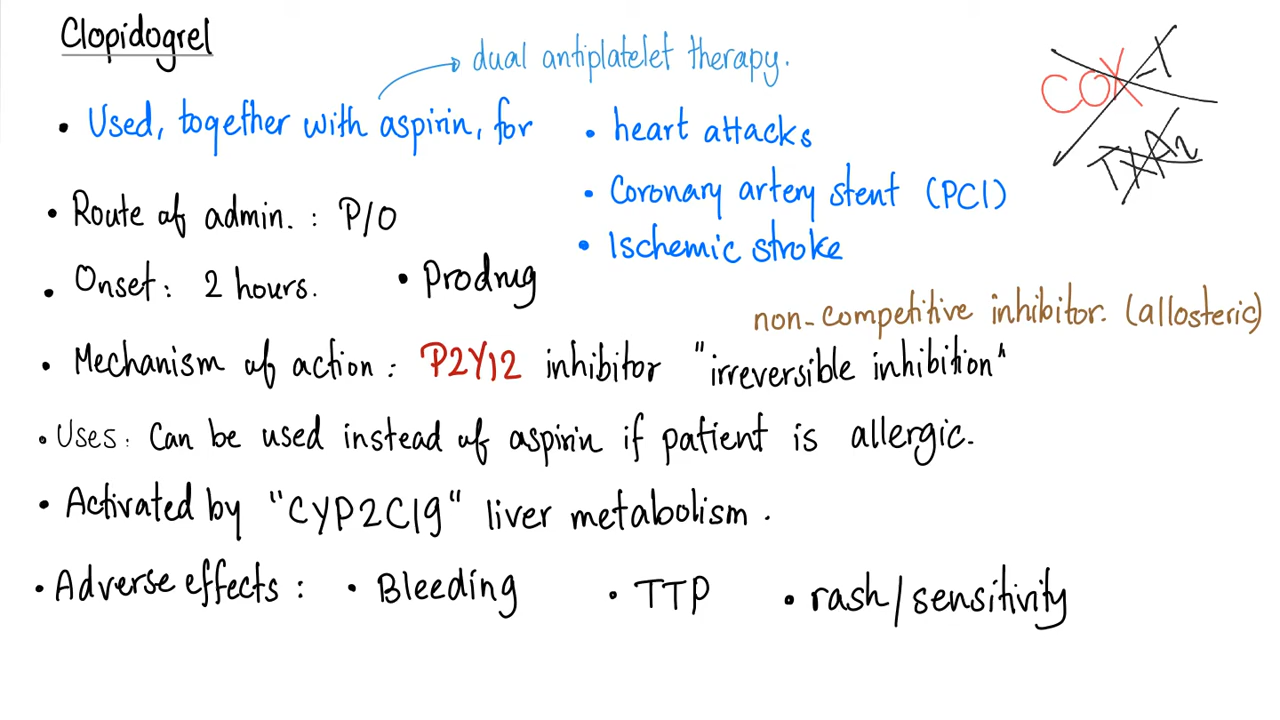 Clopidogrel
dual antiplatelet therapy.
COX-1
TXA2
• Used, together with aspirin, for
• heart attacks
• Coronary artery stent (PCI)
• Ischemic stroke
• Route of admin. : P/O
• Onset: 2 hours.
• Prodrug
non-competitive inhibitor. (allosteric)
• Mechanism of action : P2Y12 inhibitor "irreversible inhibition"
• Uses: Can be used instead of aspirin if patient is allergic.
• Activated by "CYP2C19" liver metabolism.
• Adverse effects : • Bleeding • TTP • rash/sensitivity